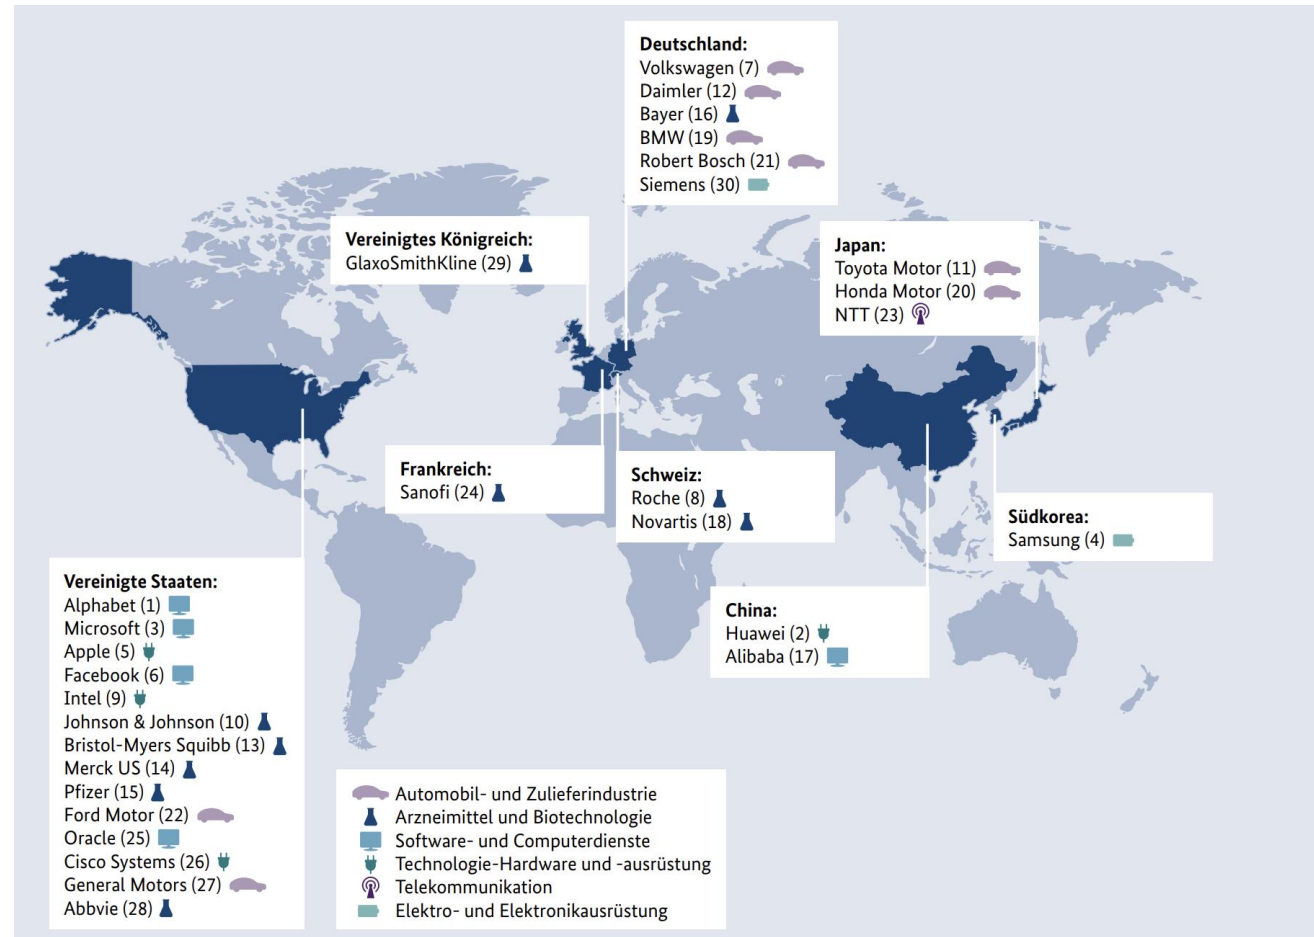 Deutschland:
Volkswagen (7)
Daimler (12)
Bayer (16)
BMW (19)
Robert Bosch (21)
Siemens (30)
Vereinigtes Königreich:
GlaxoSmithKline (29)
Japan:
Toyota Motor (11)
Honda Motor (20)
NTT (23)
Frankreich:
Sanofi (24)
Schweiz:
Roche (8)
Novartis (18)
Südkorea:
Samsung (4)
Vereinigte Staaten:
Alphabet (1)
Microsoft (3)
Apple (5)
Facebook (6)
Intel (9)
Johnson & Johnson (10)
Bristol-Myers Squibb (13)
Merck US (14)
Pfizer (15)
Ford Motor (22)
Oracle (25)
Cisco Systems (26)
General Motors (27)
Abbvie (28)
China:
Huawei (2)
Alibaba (17)
Automobil- und Zulieferindustrie
Arzneimittel und Biotechnologie
Software- und Computerdienste
Technologie-Hardware und -ausrüstung
Telekommunikation
Elektro- und Elektronikausrüstung